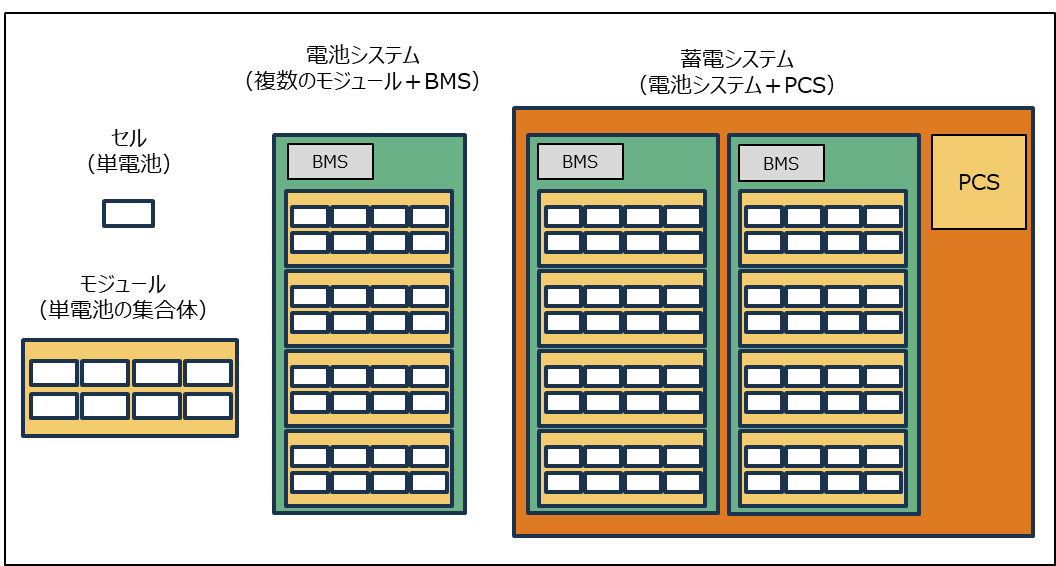 セル
（単電池）
モジュール
（単電池の集合体）
電池システム
（複数のモジュール＋BMS）
BMS
蓄電システム
（電池システム＋PCS）
BMS
BMS
PCS